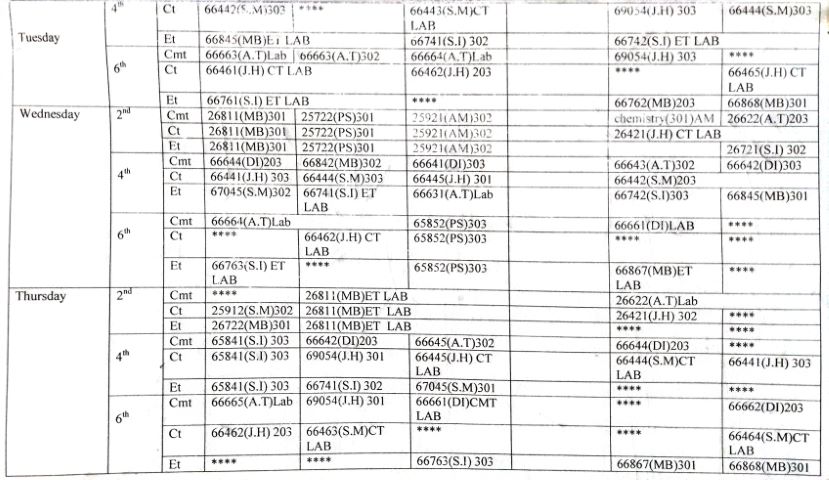 4th Ct 66442(S.M)303 **** 66443(S.M)CT LAB 69054(J.H) 303 66444(S.M)303
Tuesday
Et 66845(MB)Et LAB 66741(S.I) 302 66742(S.I) ET LAB
6th Cmt 66663(A.T)Lab 66663(A.T)302 66664(A.T)Lab 69054(J.H) 303 ****
Ct 66461(J.H) CT LAB 66462(J.H) 203 **** 66465(J.H) CT LAB
Et 66761(S.I) ET LAB **** 66762(MB)203 66868(MB)301
Wednesday 2nd Cmt 26811(MB)301 25722(PS)301 25921(AM)302 chemistry(301)AM 26622(A.T)203
Ct 26811(MB)301 25722(PS)301 25921(AM)302 26421(J.H) CT LAB
Et 26811(MB)301 25722(PS)301 25921(AM)302 26721(S.I) 302
4th Cmt 66644(DI)203 66842(MB)302 66641(DI)303 66643(A.T)302 66642(DI)303
Ct 66441(J.H) 303 66444(S.M)303 66445(J.H) 301 66442(S.M)203
Et 67045(S.M)302 66741(S.I) ET LAB 66631(A.T)Lab 66742(S.I)303 66845(MB)301
6th Cmt 66664(A.T)Lab 65852(PS)303 66661(DI)LAB ****
Ct **** 66462(J.H) CT LAB 65852(PS)303 **** ****
Et 66763(S.I) ET LAB **** 65852(PS)303 66867(MB)ET LAB ****
Thursday 2nd Cmt **** 26811(MB)ET LAB 26622(A.T)Lab
Ct 25912(S.M)302 26811(MB)ET LAB 26421(J.H) 302 ****
Et 26722(MB)301 26811(MB)ET LAB **** ****
4th Cmt 65841(S.I) 303 66642(DI)203 66645(A.T)302 66644(DI)203 ****
Ct 65841(S.I) 303 69054(J.H) 301 66445(J.H) CT LAB 66444(S.M)CT LAB 66441(J.H) 303
Et 65841(S.I) 303 66741(S.I) 302 67045(S.M)301 **** ****
6th Cmt 66665(A.T)Lab 69054(J.H) 301 66661(DI)CMT LAB **** 66662(DI)203
Ct 66462(J.H) 203 66463(S.M)CT LAB **** **** 66464(S.M)CT LAB
Et **** **** 66763(S.I) 303 66867(MB)301 66868(MB)301